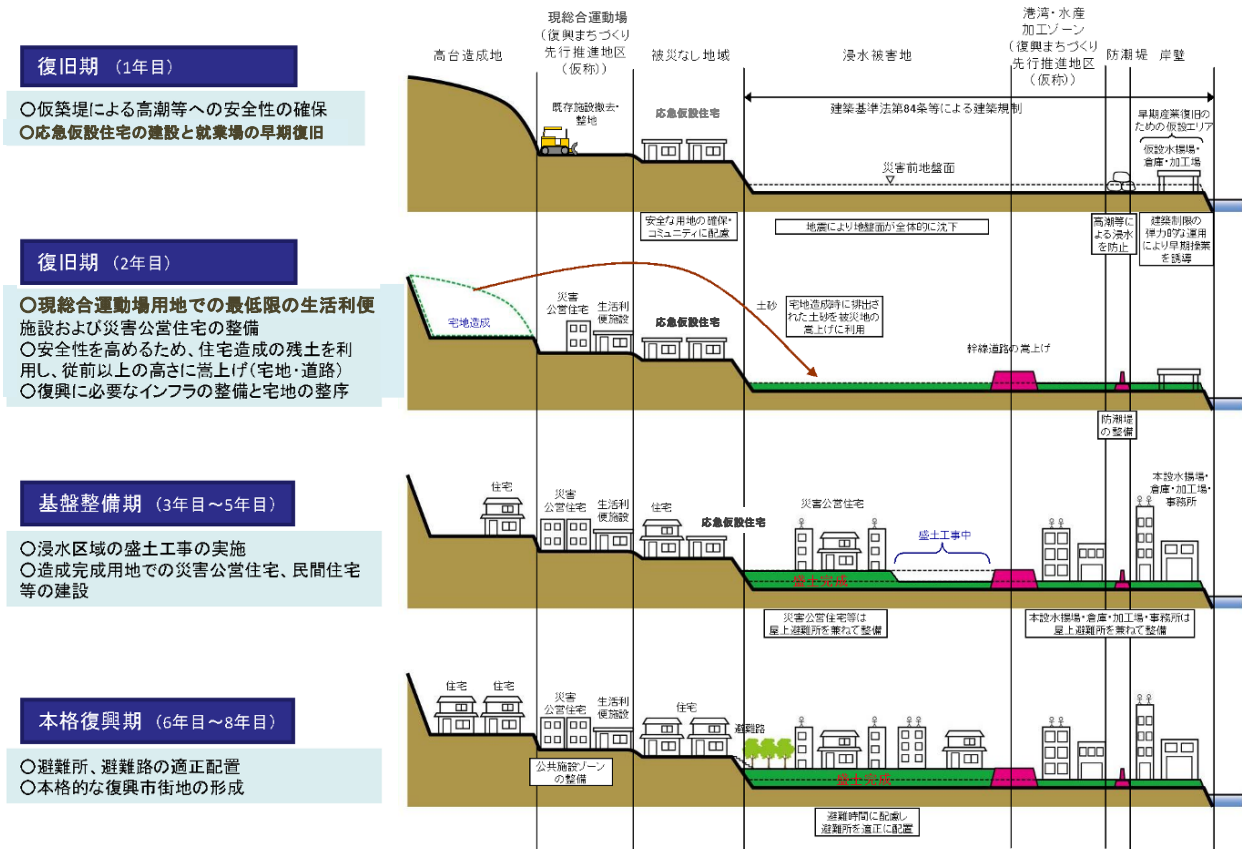 高台造成地
現総合運動場
（復興まちづくり
先行推進地区
（仮称））
被災なし地域
浸水被害地
港湾・水産
加工ゾーン
（復興まちづくり
先行推進地区
（仮称））
防潮堤
岸壁
復旧期（1年目）
○仮築堤による高潮等への安全性の確保
○応急仮設住宅の建設と就業場の早期復旧
既存施設撤去・
整地
応急仮設住宅
建築基準法第84条等による建築規制
災害前地盤面
早期産業復旧の
ための仮設エリア
仮設水揚場・
倉庫・加工場
安全な用地の確保・
コミュニティに配慮
地震により地盤面が全体的に沈下
高潮等に
よる浸水
を防止
建築制限の
弾力的な運用
により早期操業
を誘導
復旧期（2年目）
○現総合運動場用地での最低限の生活利便
施設および災害公営住宅の整備
○安全性を高めるため、住宅造成の残土を利
用し、従前以上の高さに嵩上げ（宅地・道路）
○復興に必要なインフラの整備と宅地の整序
宅地造成
災害
公営住宅
生活利
便施設
応急仮設住宅
土砂
宅地造成時に排出さ
れた土砂を被災地の
嵩上げに利用
幹線道路の嵩上げ
防潮堤
の整備
基盤整備期（3年目～5年目）
○浸水区域の盛土工事の実施
○造成完成用地での災害公営住宅、民間住宅
等の建設
住宅
災害
公営住宅
生活利
便施設
住宅
応急仮設住宅
災害公営住宅
盛土工事中
盛土完成
本設水揚場・
倉庫・加工場・
事務所
災害公営住宅等は
屋上避難所を兼ねて整備
本設水揚場・倉庫・加工場・事務所は
屋上避難所を兼ねて整備
本格復興期（6年目～8年目）
○避難所、避難路の適正配置
○本格的な復興市街地の形成
住宅
住宅
災害
公営住宅
生活利
便施設
住宅
避難路
盛土完成
公共施設ゾーン
の整備
避難時間に配慮し
避難所を適正に配置